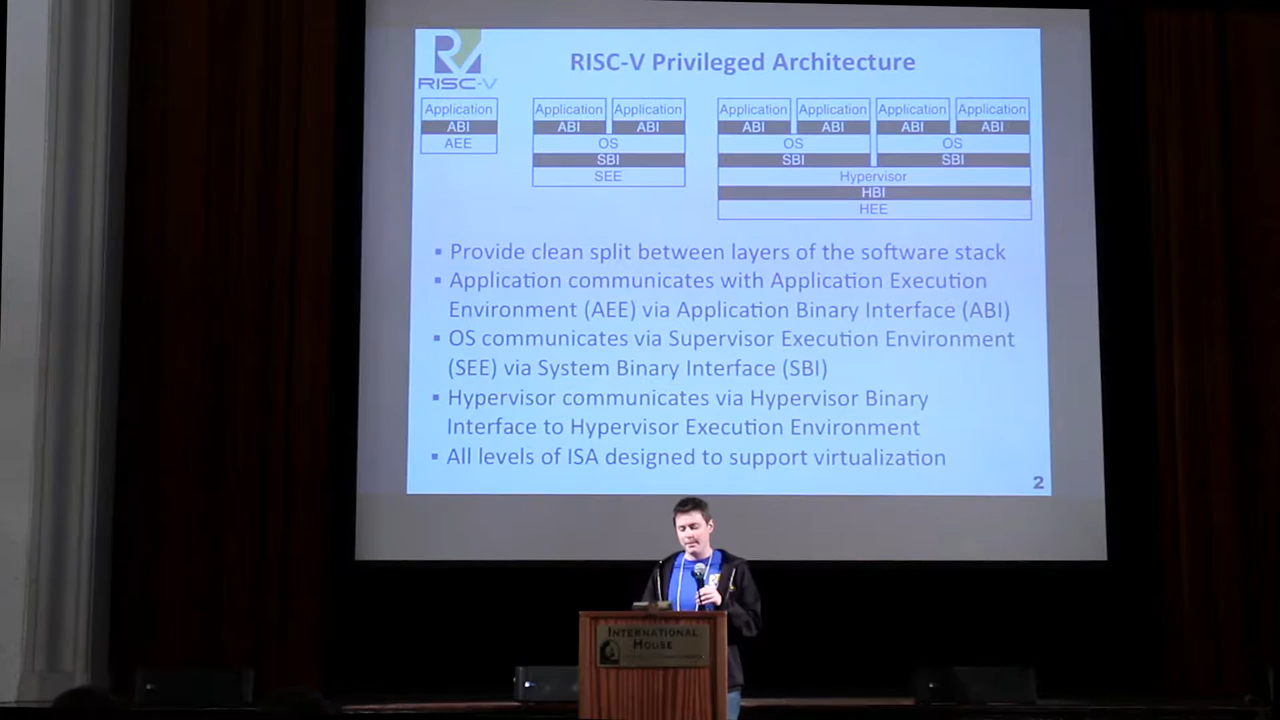 RISC-V
RISC-V Privileged Architecture
Application
ABI
AEE
Application Application
ABI ABI
OS
SBI
SEE
Application Application Application Application
ABI ABI ABI ABI
OS OS
SBI SBI
Hypervisor
HBI
HEE
▪ Provide clean split between layers of the software stack
▪ Application communicates with Application Execution
Environment (AEE) via Application Binary Interface (ABI)
▪ OS communicates via Supervisor Execution Environment
(SEE) via System Binary Interface (SBI)
▪ Hypervisor communicates via Hypervisor Binary
Interface to Hypervisor Execution Environment
▪ All levels of ISA designed to support virtualization
2
INTERNATIONAL
HOUSE